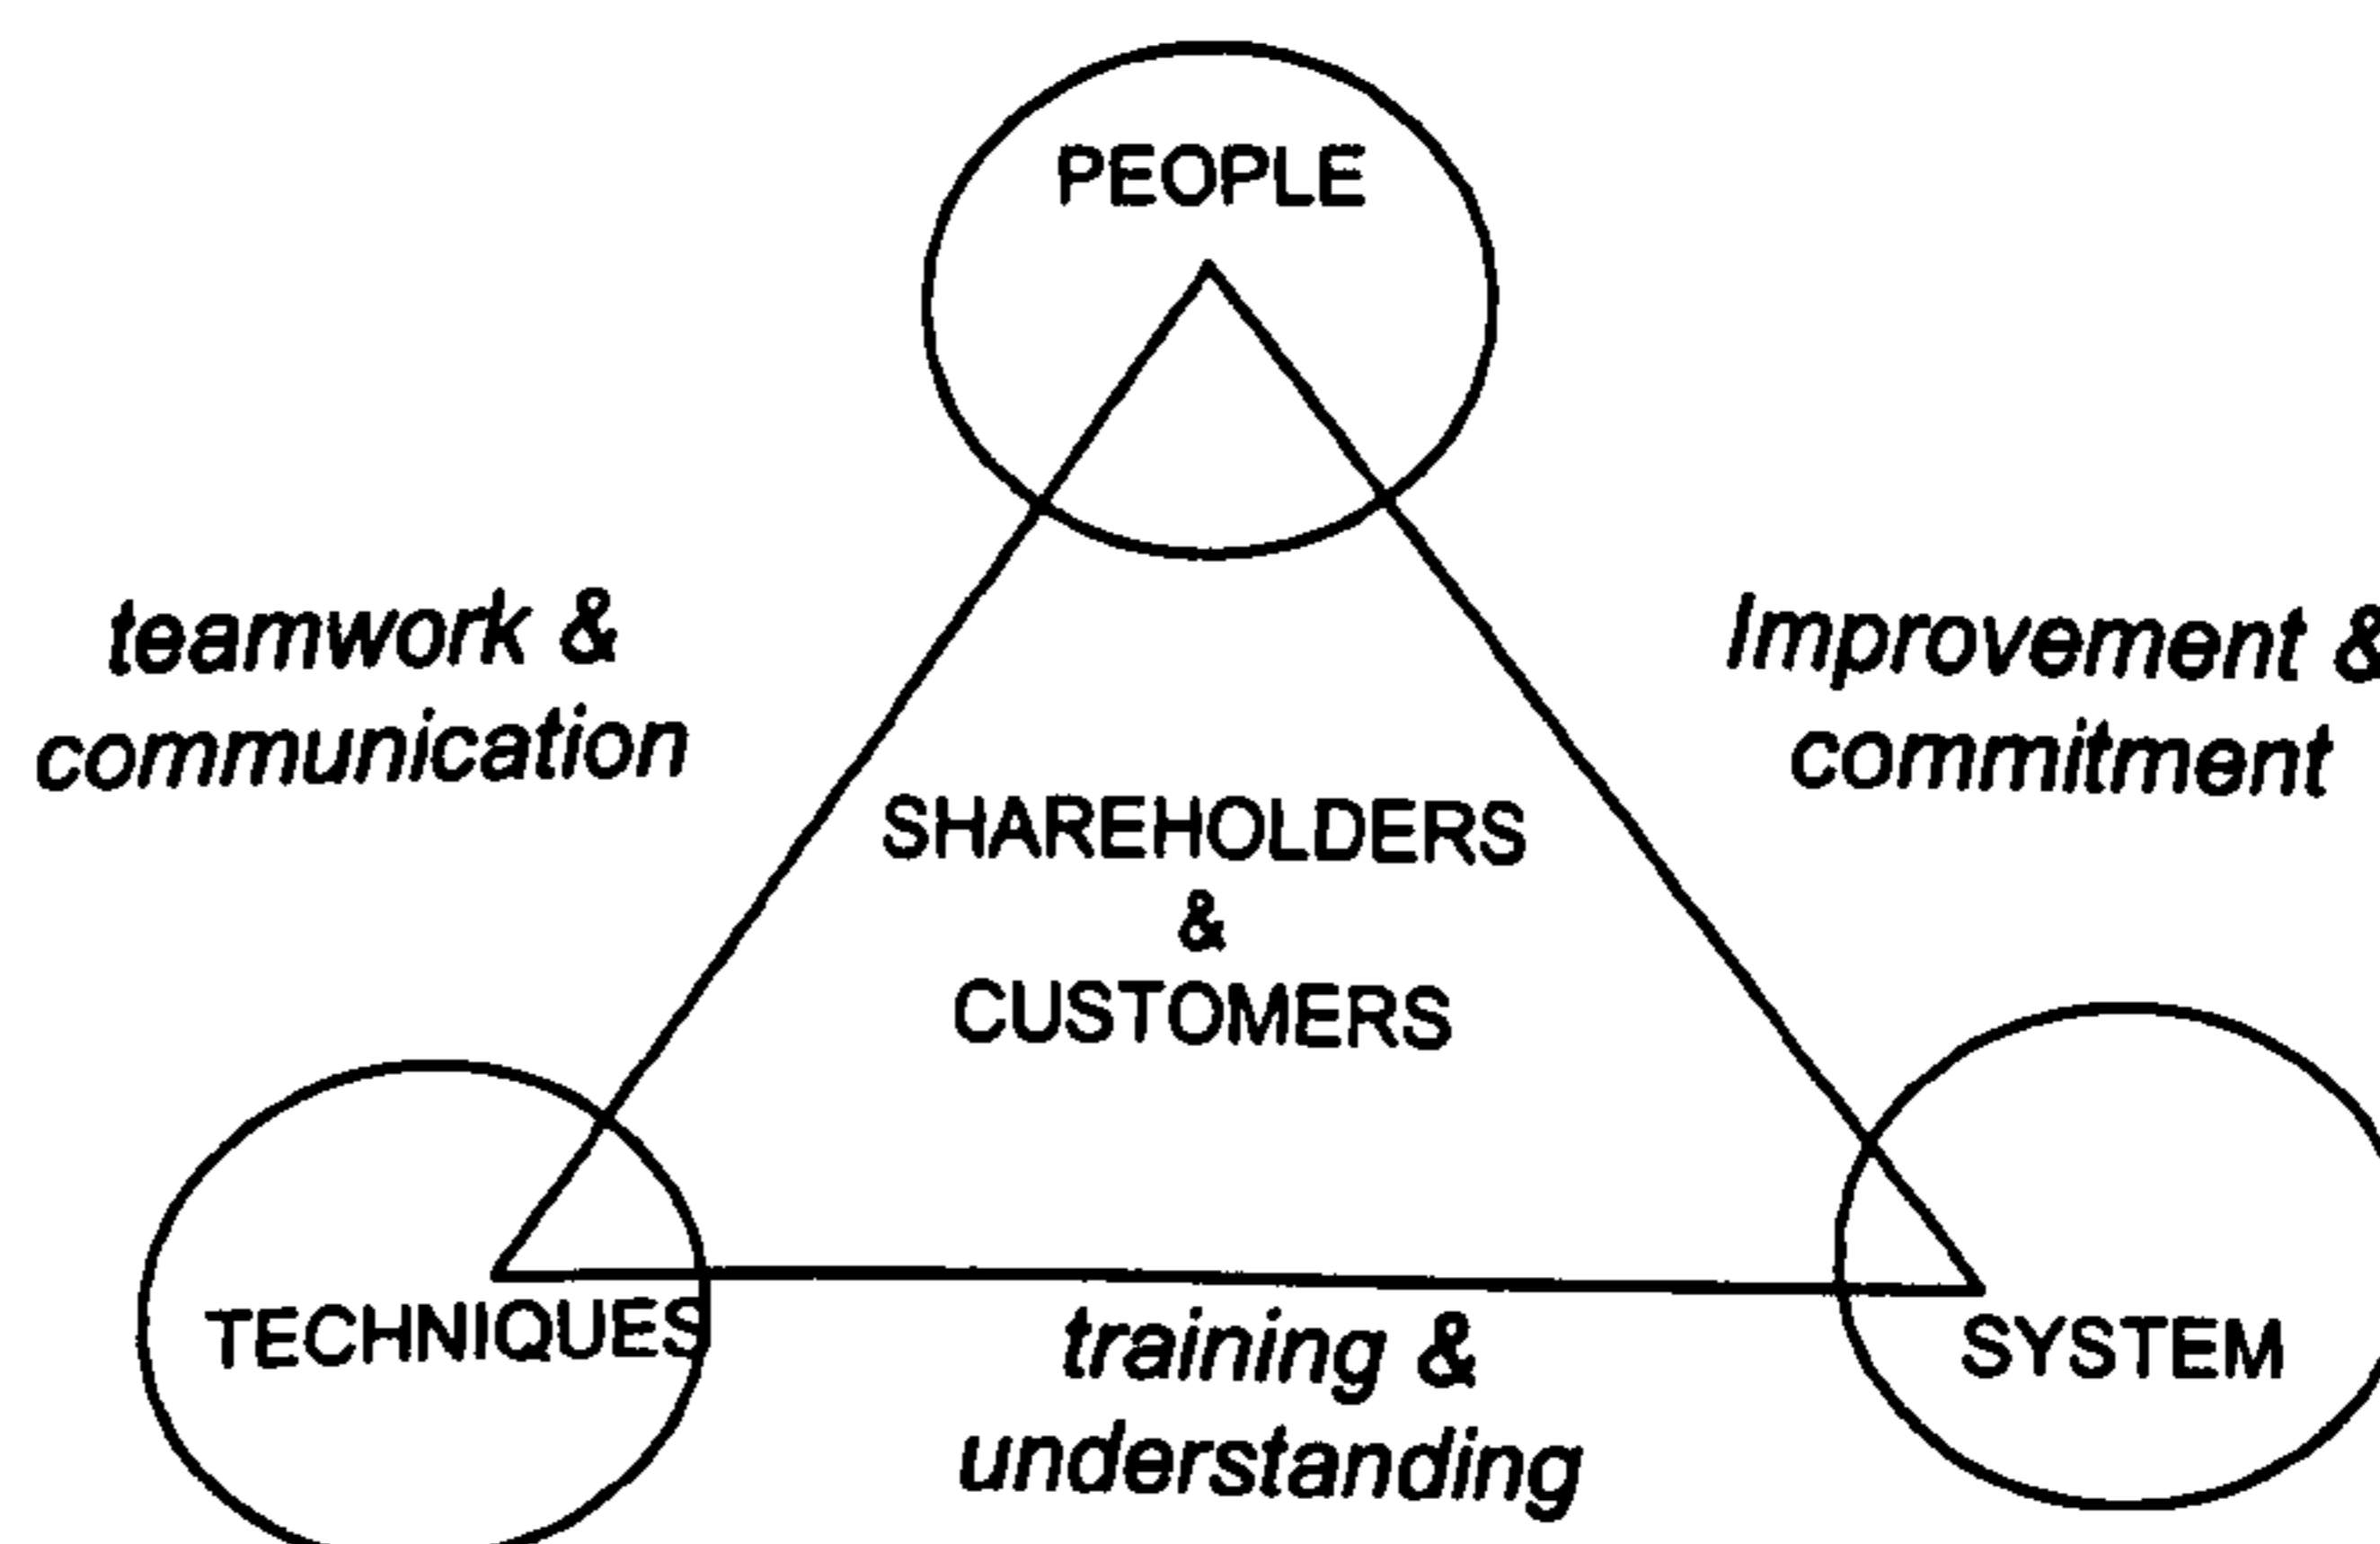 PEOPLE
teamwork &
communication
Improvement &
commitment
SHAREHOLDERS
&
CUSTOMERS
TECHNIQUES
SYSTEM
training &
understanding